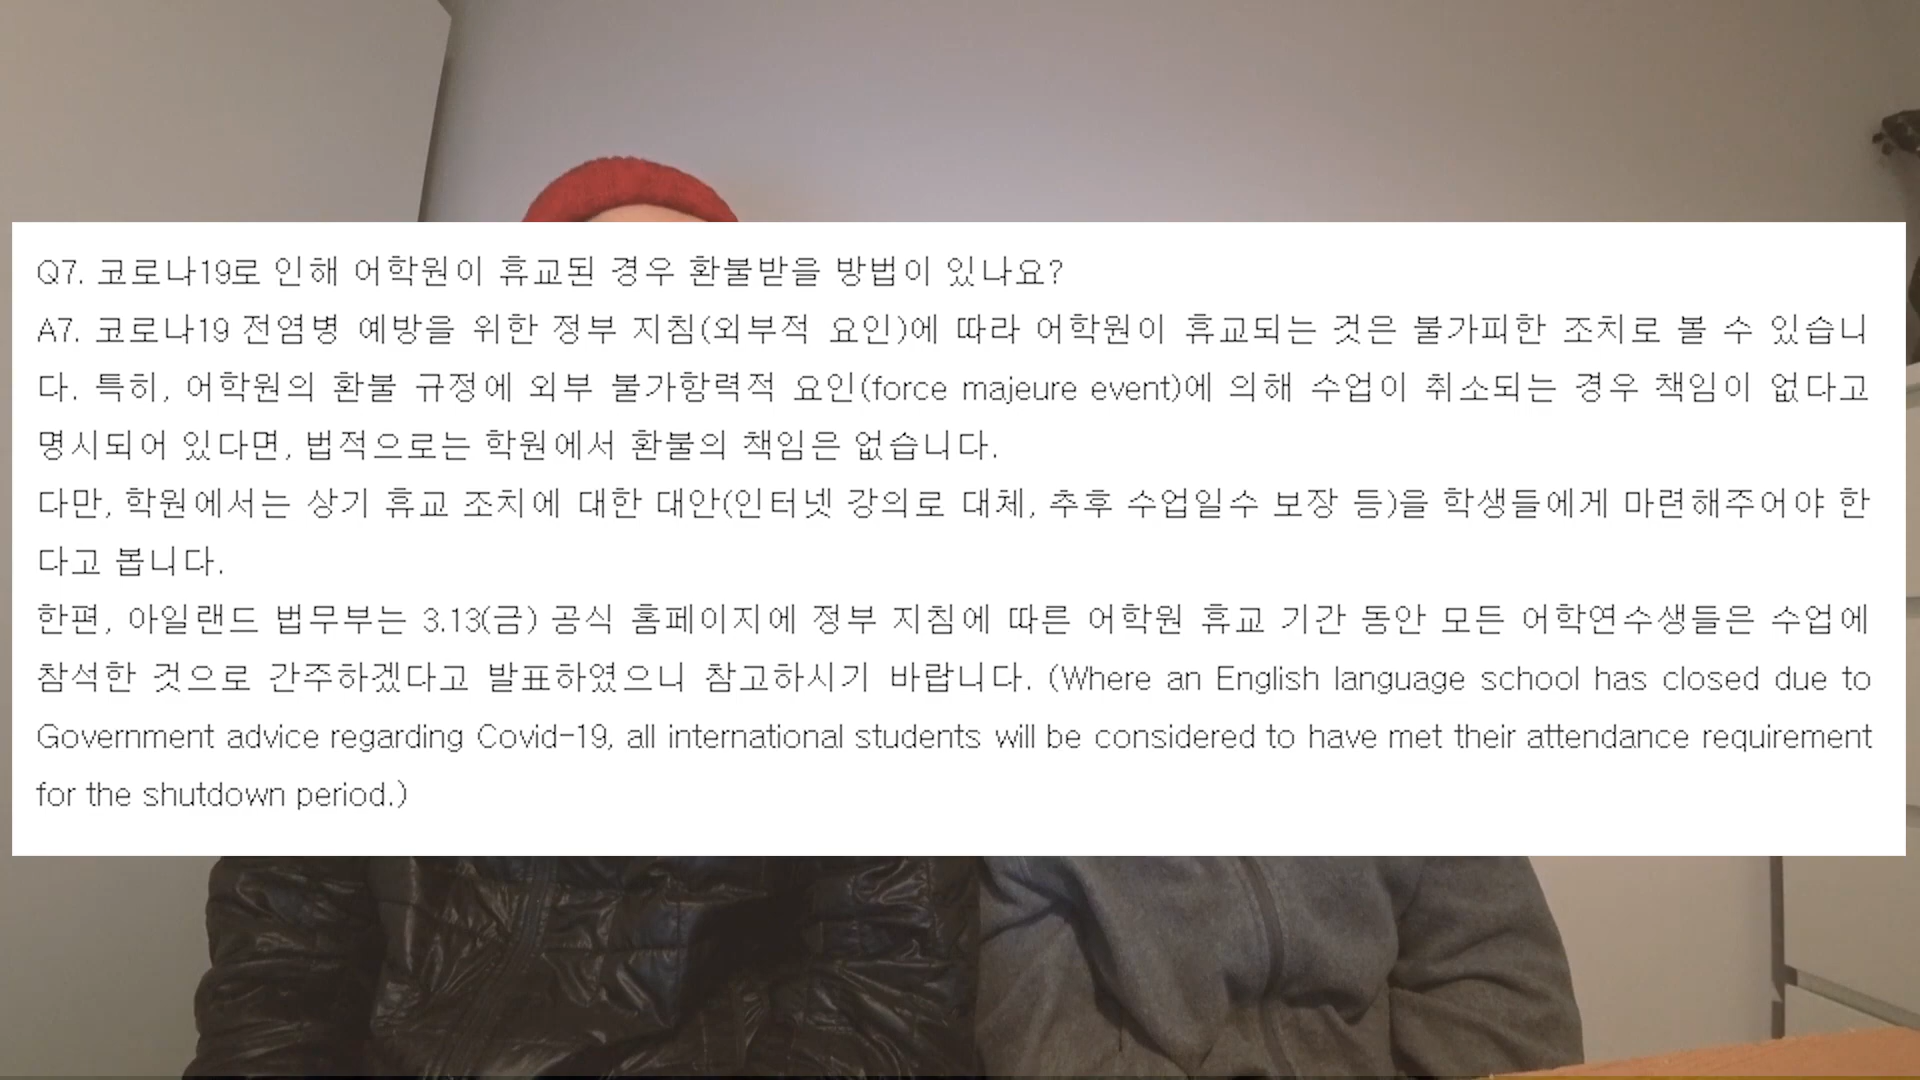 Q7. 코로나19로 인해 어학원이 휴교된 경우 환불받을 방법이 있나요?
A7. 코로나19 전염병 예방을 위한 정부 지침(외부적 요인)에 따라 어학원이 휴교되는 것은 불가피한 조치로 볼 수 있습니
다. 특히, 어학원의 환불 규정에 외부 불가항력적 요인(force majeure event)에 의해 수업이 취소되는 경우 책임이 없다고
명시되어 있다면, 법적으로는 학원에서 환불의 책임은 없습니다.
다만, 학원에서는 상기 휴교 조치에 대한 대안(인터넷 강의로 대체, 추후 수업일수 보장 등)을 학생들에게 마련해주어야 한
다고 봅니다.
한편, 아일랜드 법무부는 3.13(금) 공식 홈페이지에 정부 지침에 따른 어학원 휴교 기간 동안 모든 어학연수생들은 수업에
참석한 것으로 간주하겠다고 발표하였으니 참고하시기 바랍니다. (Where an English language school has closed due to
Government advice regarding Covid-19, all international students will be considered to have met their attendance requirement
for the shutdown period.)